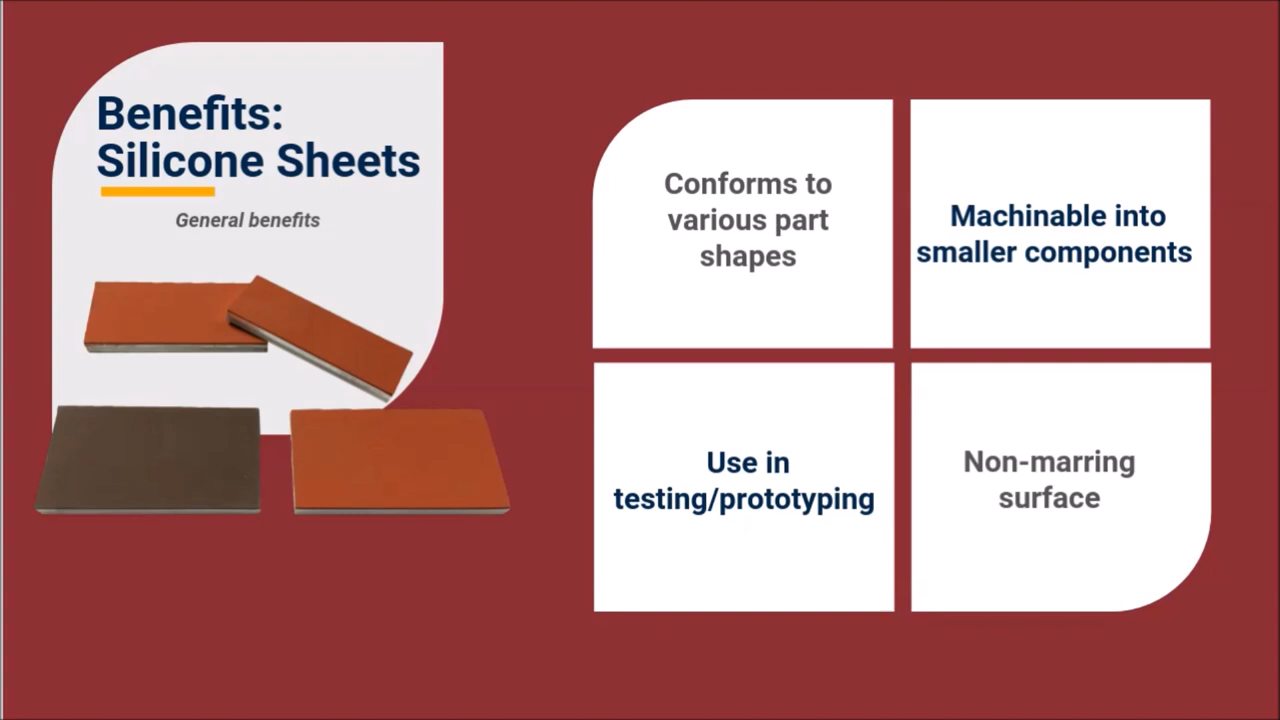 Benefits:
Silicone Sheets
General benefits
Conforms to
various part
shapes
Machinable into
smaller components
Use in
testing/prototyping
Non-marring
surface